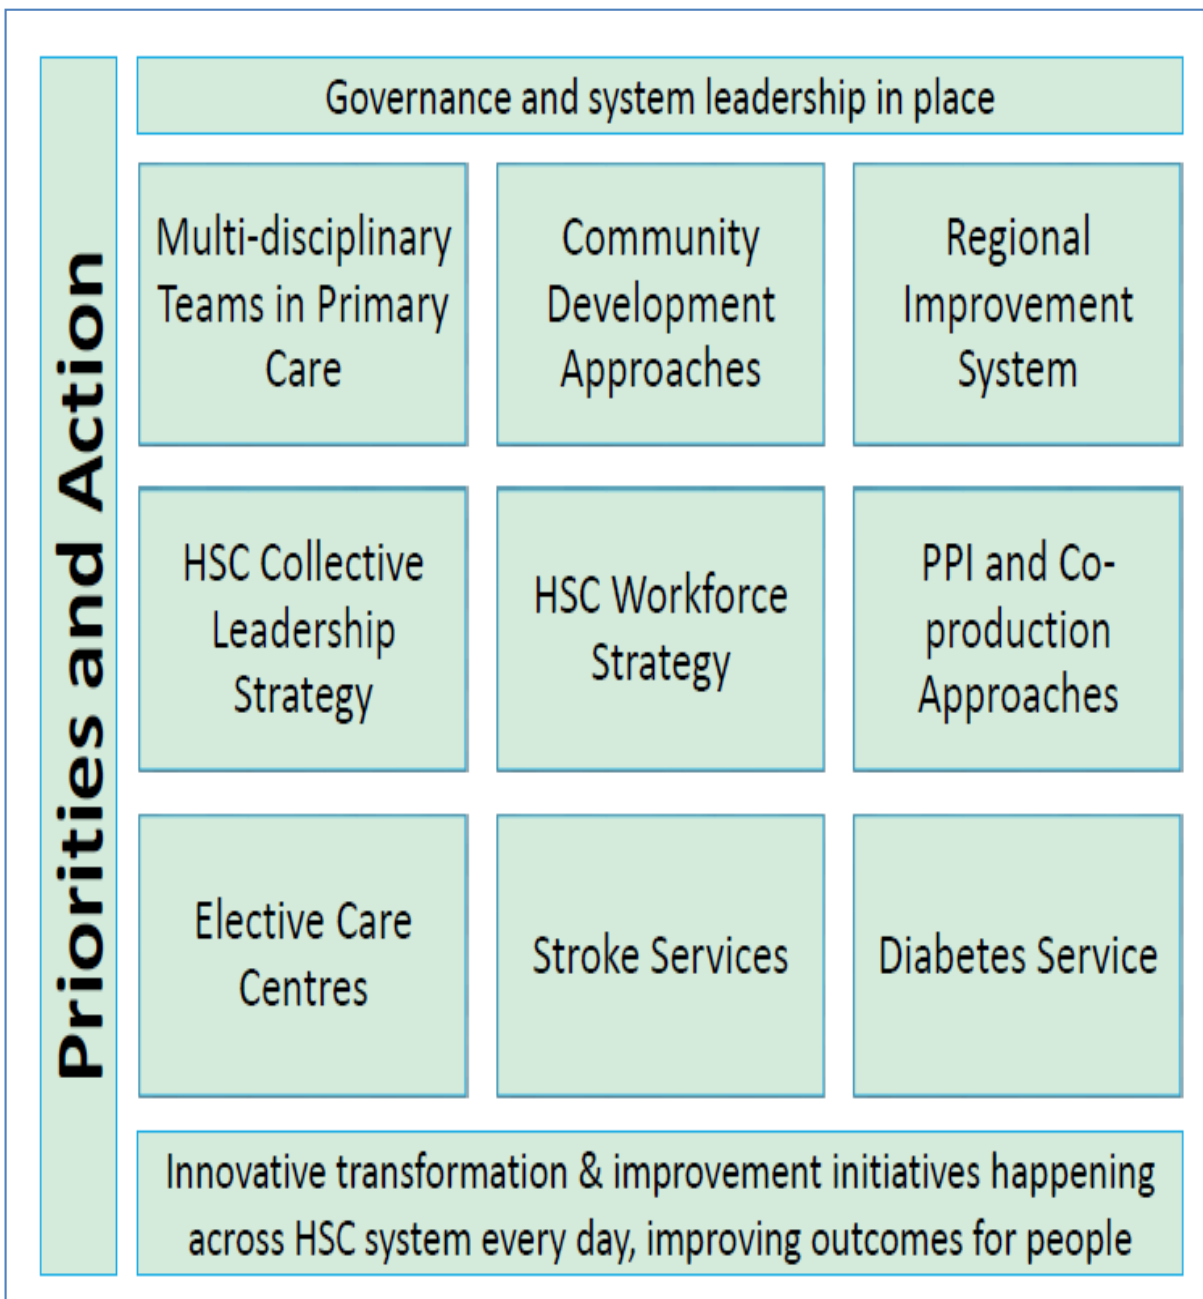 Priorities and Action
Governance and system leadership in place
Multi-disciplinary
Teams in Primary
Care
Community
Development
Approaches
Regional
Improvement
System
HSC Collective
Leadership
Strategy
HSC Workforce
Strategy
PPI and Co-
production
Approaches
Elective Care
Centres
Stroke Services
Diabetes Service
Innovative transformation & improvement initiatives happening
across HSC system every day, improving outcomes for people